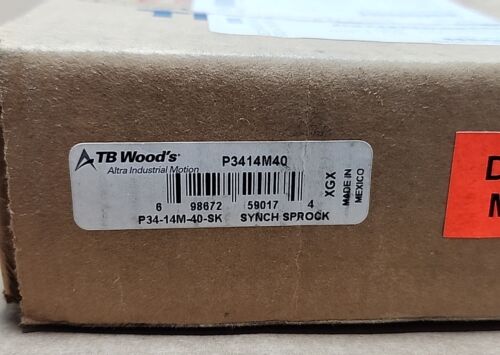 TB Wood's P3414M40
Altra Industrial Motion
6 98672 59017 4
P34-14M-40-SK SYNCH SPROCK
XGX
MADE IN
MEXICO
D
M